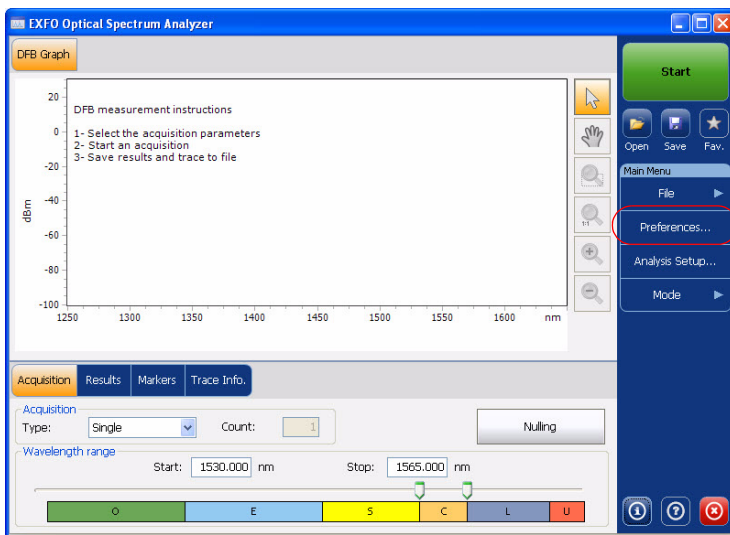 EXFO Optical Spectrum Analyzer
DFB Graph
20
0
-20
-40
-60
-80
-100
dBm
DFB measurement instructions
1- Select the acquisition parameters
2- Start an acquisition
3- Save results and trace to file
1250 1300 1350 1400 1450 1500 1550 1600 nm
1:1
Start
Open Save Fav.
Main Menu
File
Preferences...
Analysis Setup...
Mode
Acquisition Results Markers Trace Info.
Acquisition
Type: Single Count: 1
Nulling
Wavelength range
Start: 1530.000 nm Stop: 1565.000 nm
O E S C L U